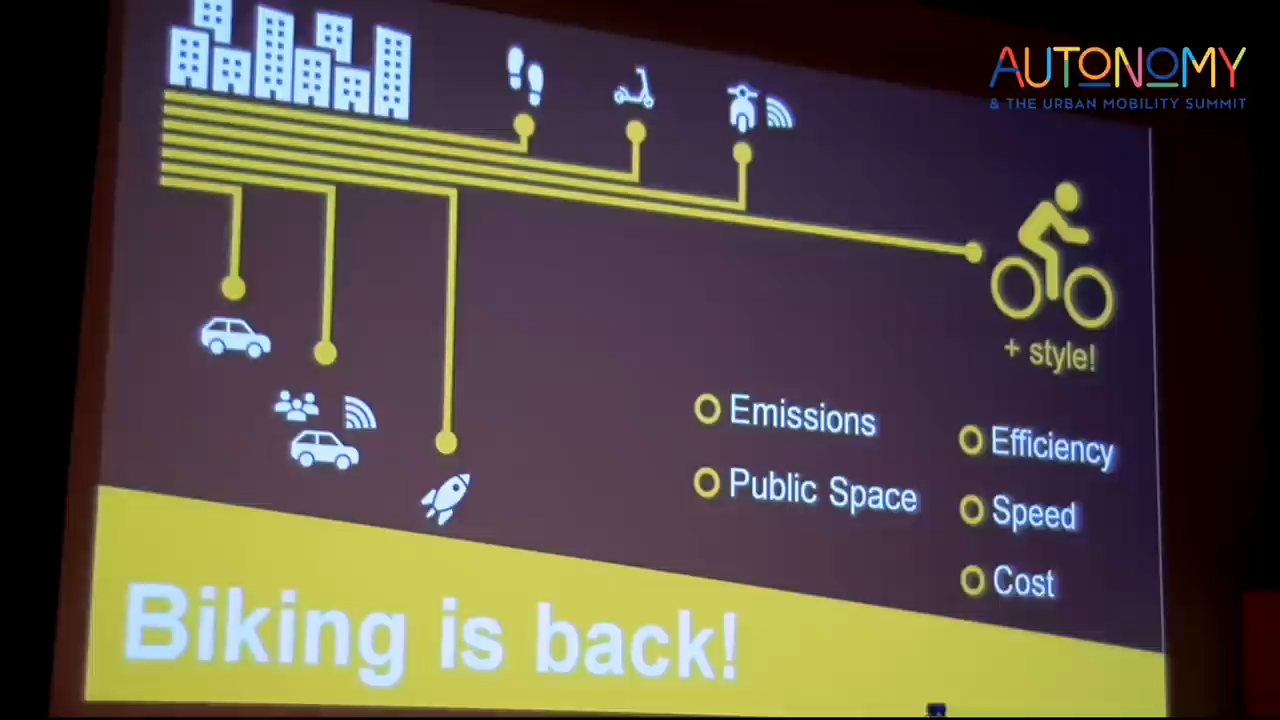 AUTONOMY
& THE URBAN MOBILITY SUMMIT
+ style!
Emissions
Public Space
Efficiency
Speed
Cost
Biking is back!